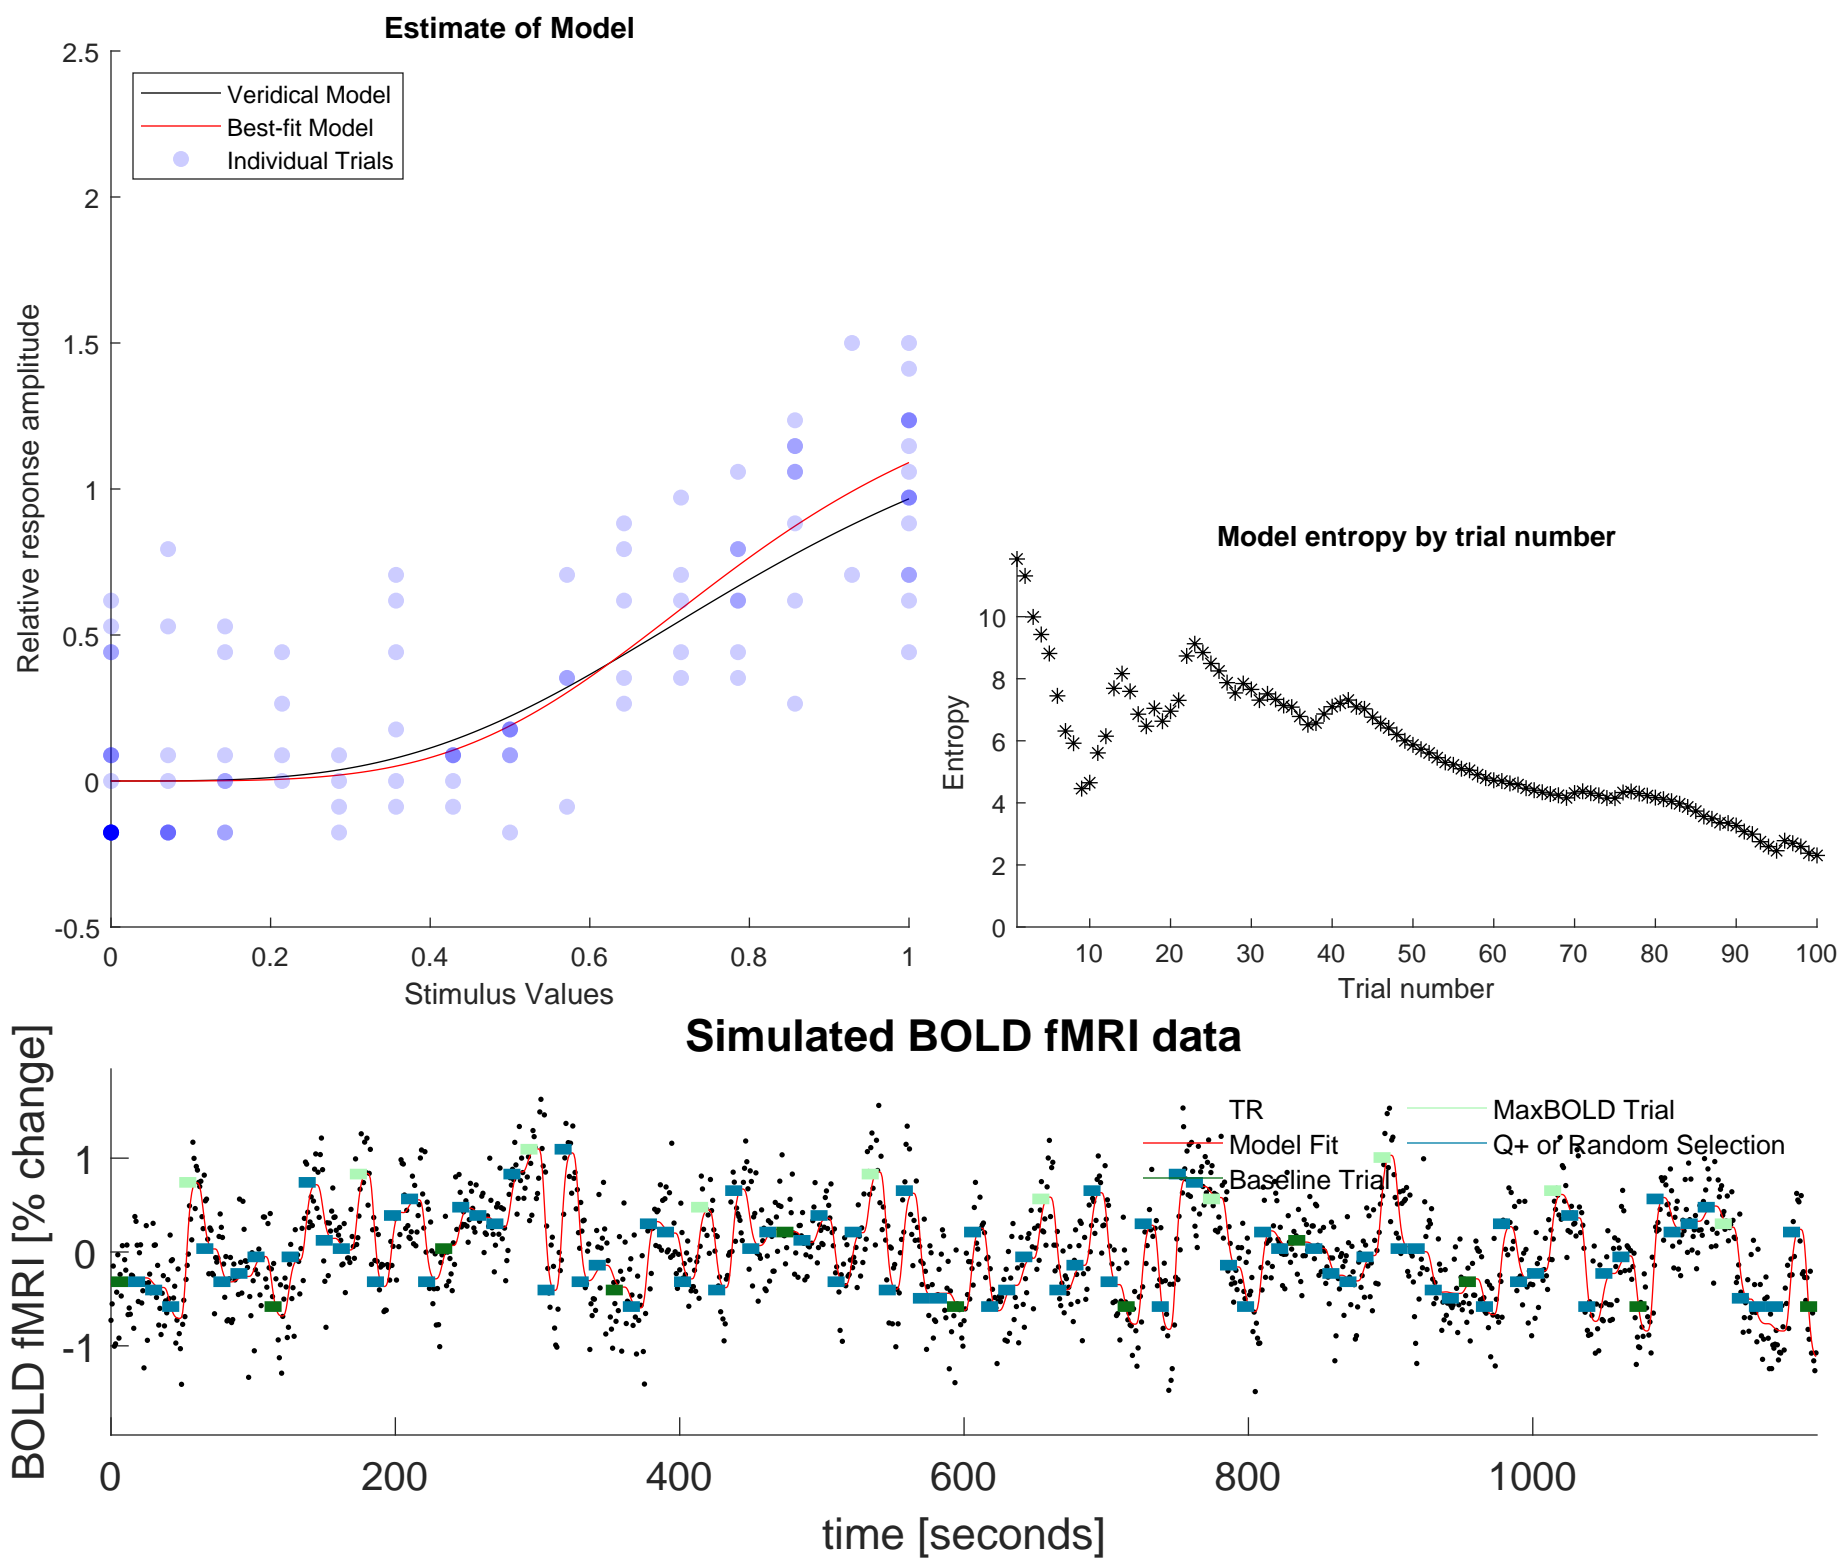 Estimate of Model
2.5
2
1.5
1
0.5
0
-0.5
Relative response amplitude
Veridical Model
Best-fit Model
Individual Trials
0 0.2 0.4 0.6 0.8 1
Stimulus Values
Model entropy by trial number
10
8
6
4
2
0
Entropy
10 20 30 40 50 60 70 80 90 100
Trial number
Simulated BOLD fMRI data
BOLD fMRI [% change]
1
0
-1
TR
Model Fit
Baseline Trial
MaxBOLD Trial
Q+ or Random Selection
0 200 400 600 800 1000
time [seconds]